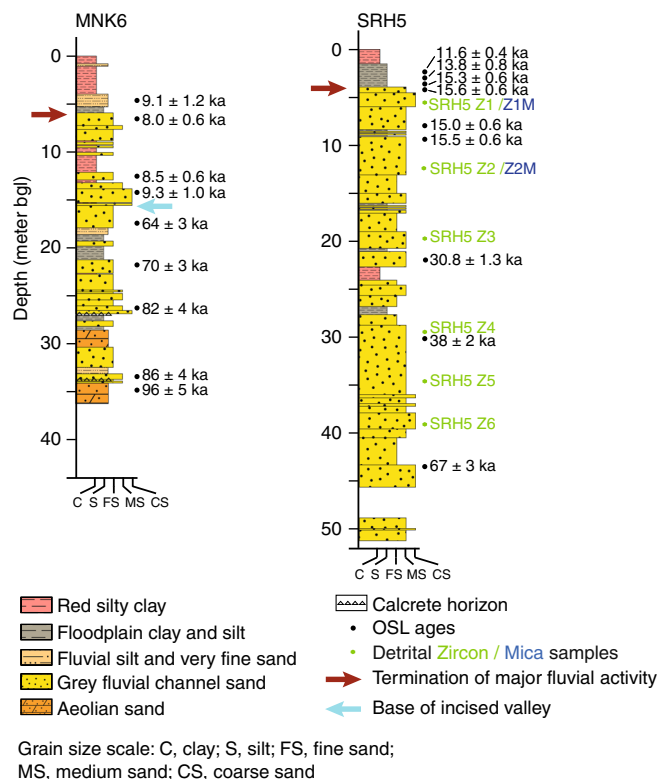 MNK6
SRH5
0
10
20
30
40
Depth (meter bgl)
9.1 ± 1.2 ka
8.0 ± 0.6 ka
8.5 ± 0.6 ka
9.3 ± 1.0 ka
64 ± 3 ka
70 ± 3 ka
82 ± 4 ka
86 ± 4 ka
96 ± 5 ka
C S FS MS CS
0
10
20
30
40
50
11.6 ± 0.4 ka
13.8 ± 0.8 ka
15.3 ± 0.6 ka
15.6 ± 0.6 ka
SRH5 Z1 /Z1M
15.0 ± 0.6 ka
15.5 ± 0.6 ka
SRH5 Z2 /Z2M
SRH5 Z3
30.8 ± 1.3 ka
SRH5 Z4
38 ± 2 ka
SRH5 Z5
SRH5 Z6
67 ± 3 ka
C S FS MS CS
Red silty clay
Floodplain clay and silt
Fluvial silt and very fine sand
Grey fluvial channel sand
Aeolian sand
Calcrete horizon
OSL ages
Detrital Zircon / Mica samples
Termination of major fluvial activity
Base of incised valley
Grain size scale: C, clay; S, silt; FS, fine sand;
MS, medium sand; CS, coarse sand